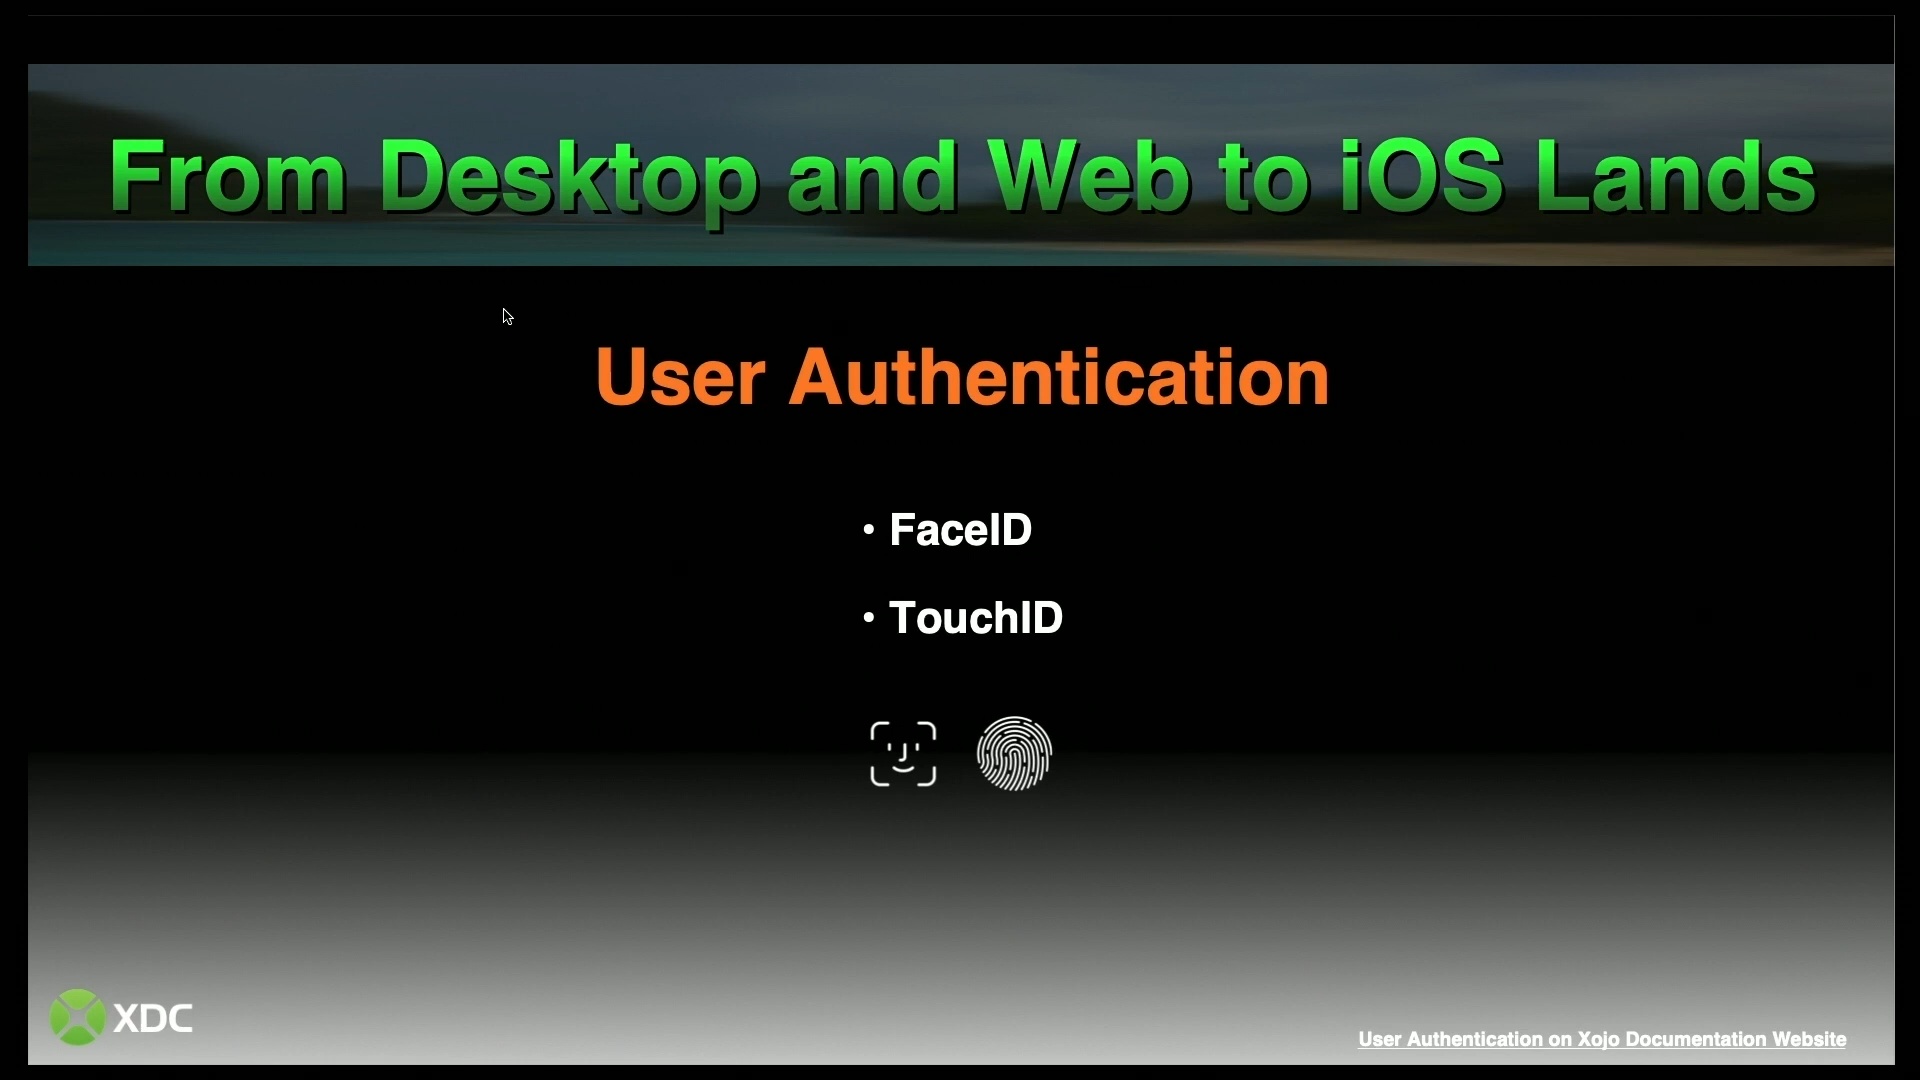 From Desktop and Web to iOS Lands
User Authentication
• FaceID
• TouchID
XDC
User Authentication on Xojo Documentation Website